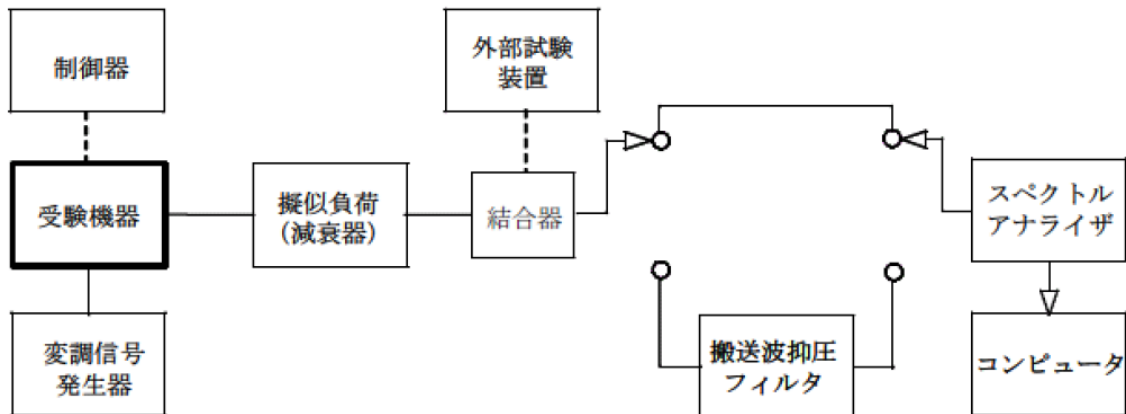 制御器
外部試験
装置
受験機器
擬似負荷
（減衰器）
結合器
スペクトル
アナライザ
変調信号
発生器
搬送波抑圧
フィルタ
コンピュータ